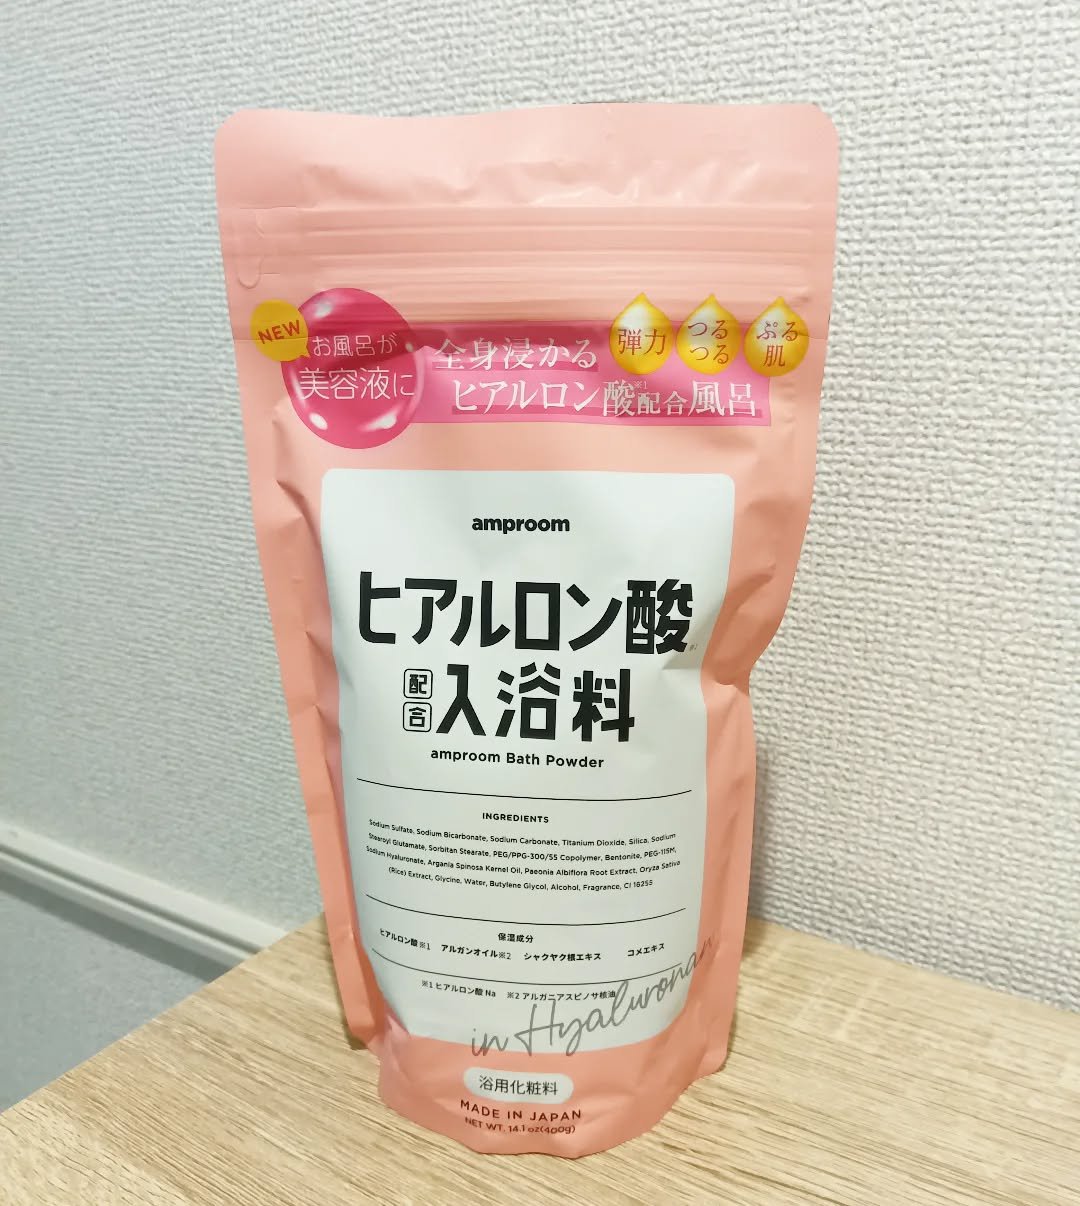 NEW
お風呂が
美容液に
全身浸かる
ヒアルロン酸※1配合風呂
弾力
つる
つる
ぷる
肌
amproom
ヒアルロン酸
配合入浴料
amproom Bath Powder
INGREDIENTS
Sodium Sulfate, Sodium Bicarbonate, Sodium Carbonate, Titanium Dioxide, Silica, Sodium
Stearoyl Glutamate, Sorbitan Stearate, PEG/PPG-300/55 Copolymer, Bentonite, PEG-115M,
Sodium Hyaluronate, Argania Spinosa Kernel Oil, Paeonia Albiflora Root Extract, Oryza Sativa
(Rice) Extract, Glycine, Water, Butylene Glycol, Alcohol, Fragrance, CI 16255
保湿成分
ヒアルロン酸※1 アルガンオイル※2 シャクヤク根エキス コメエキス
※1 ヒアルロン酸 Na ※2 アルガニアスピノサ核油
in Hyaluronan
浴用化粧料
MADE IN JAPAN
NET WT. 14.1 oz(400g)